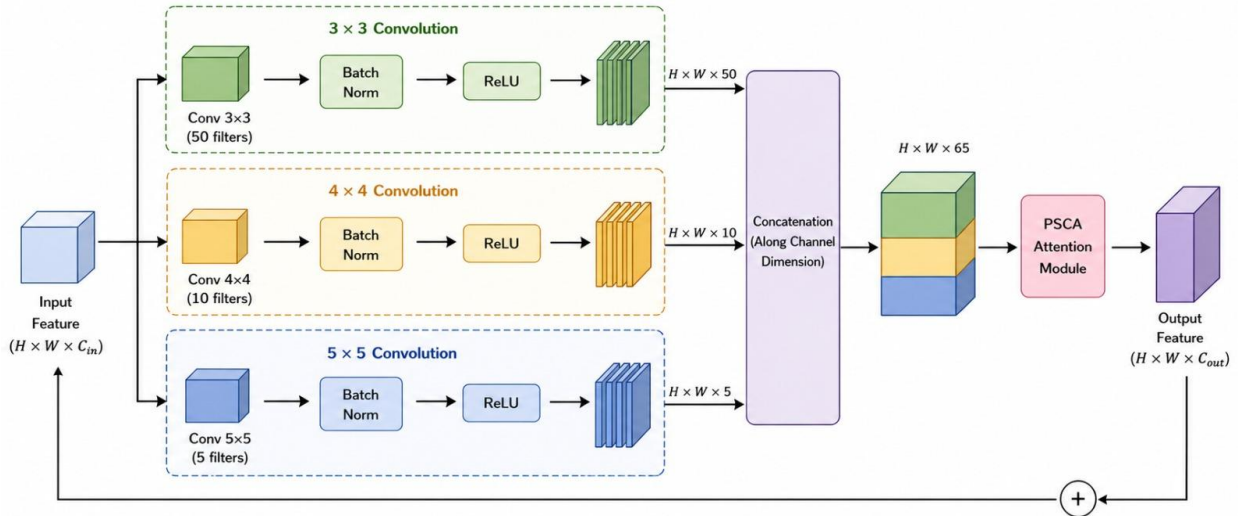 3 × 3 Convolution
Conv 3×3
(50 filters)
Batch
Norm
ReLU
H × W × 50
4 × 4 Convolution
Conv 4×4
(10 filters)
Batch
Norm
ReLU
H × W × 10
5 × 5 Convolution
Conv 5×5
(5 filters)
Batch
Norm
ReLU
H × W × 5
Input
Feature
(H × W × C_in)
Concatenation
(Along Channel
Dimension)
H × W × 65
PSCA
Attention
Module
Output
Feature
(H × W × C_out)
+